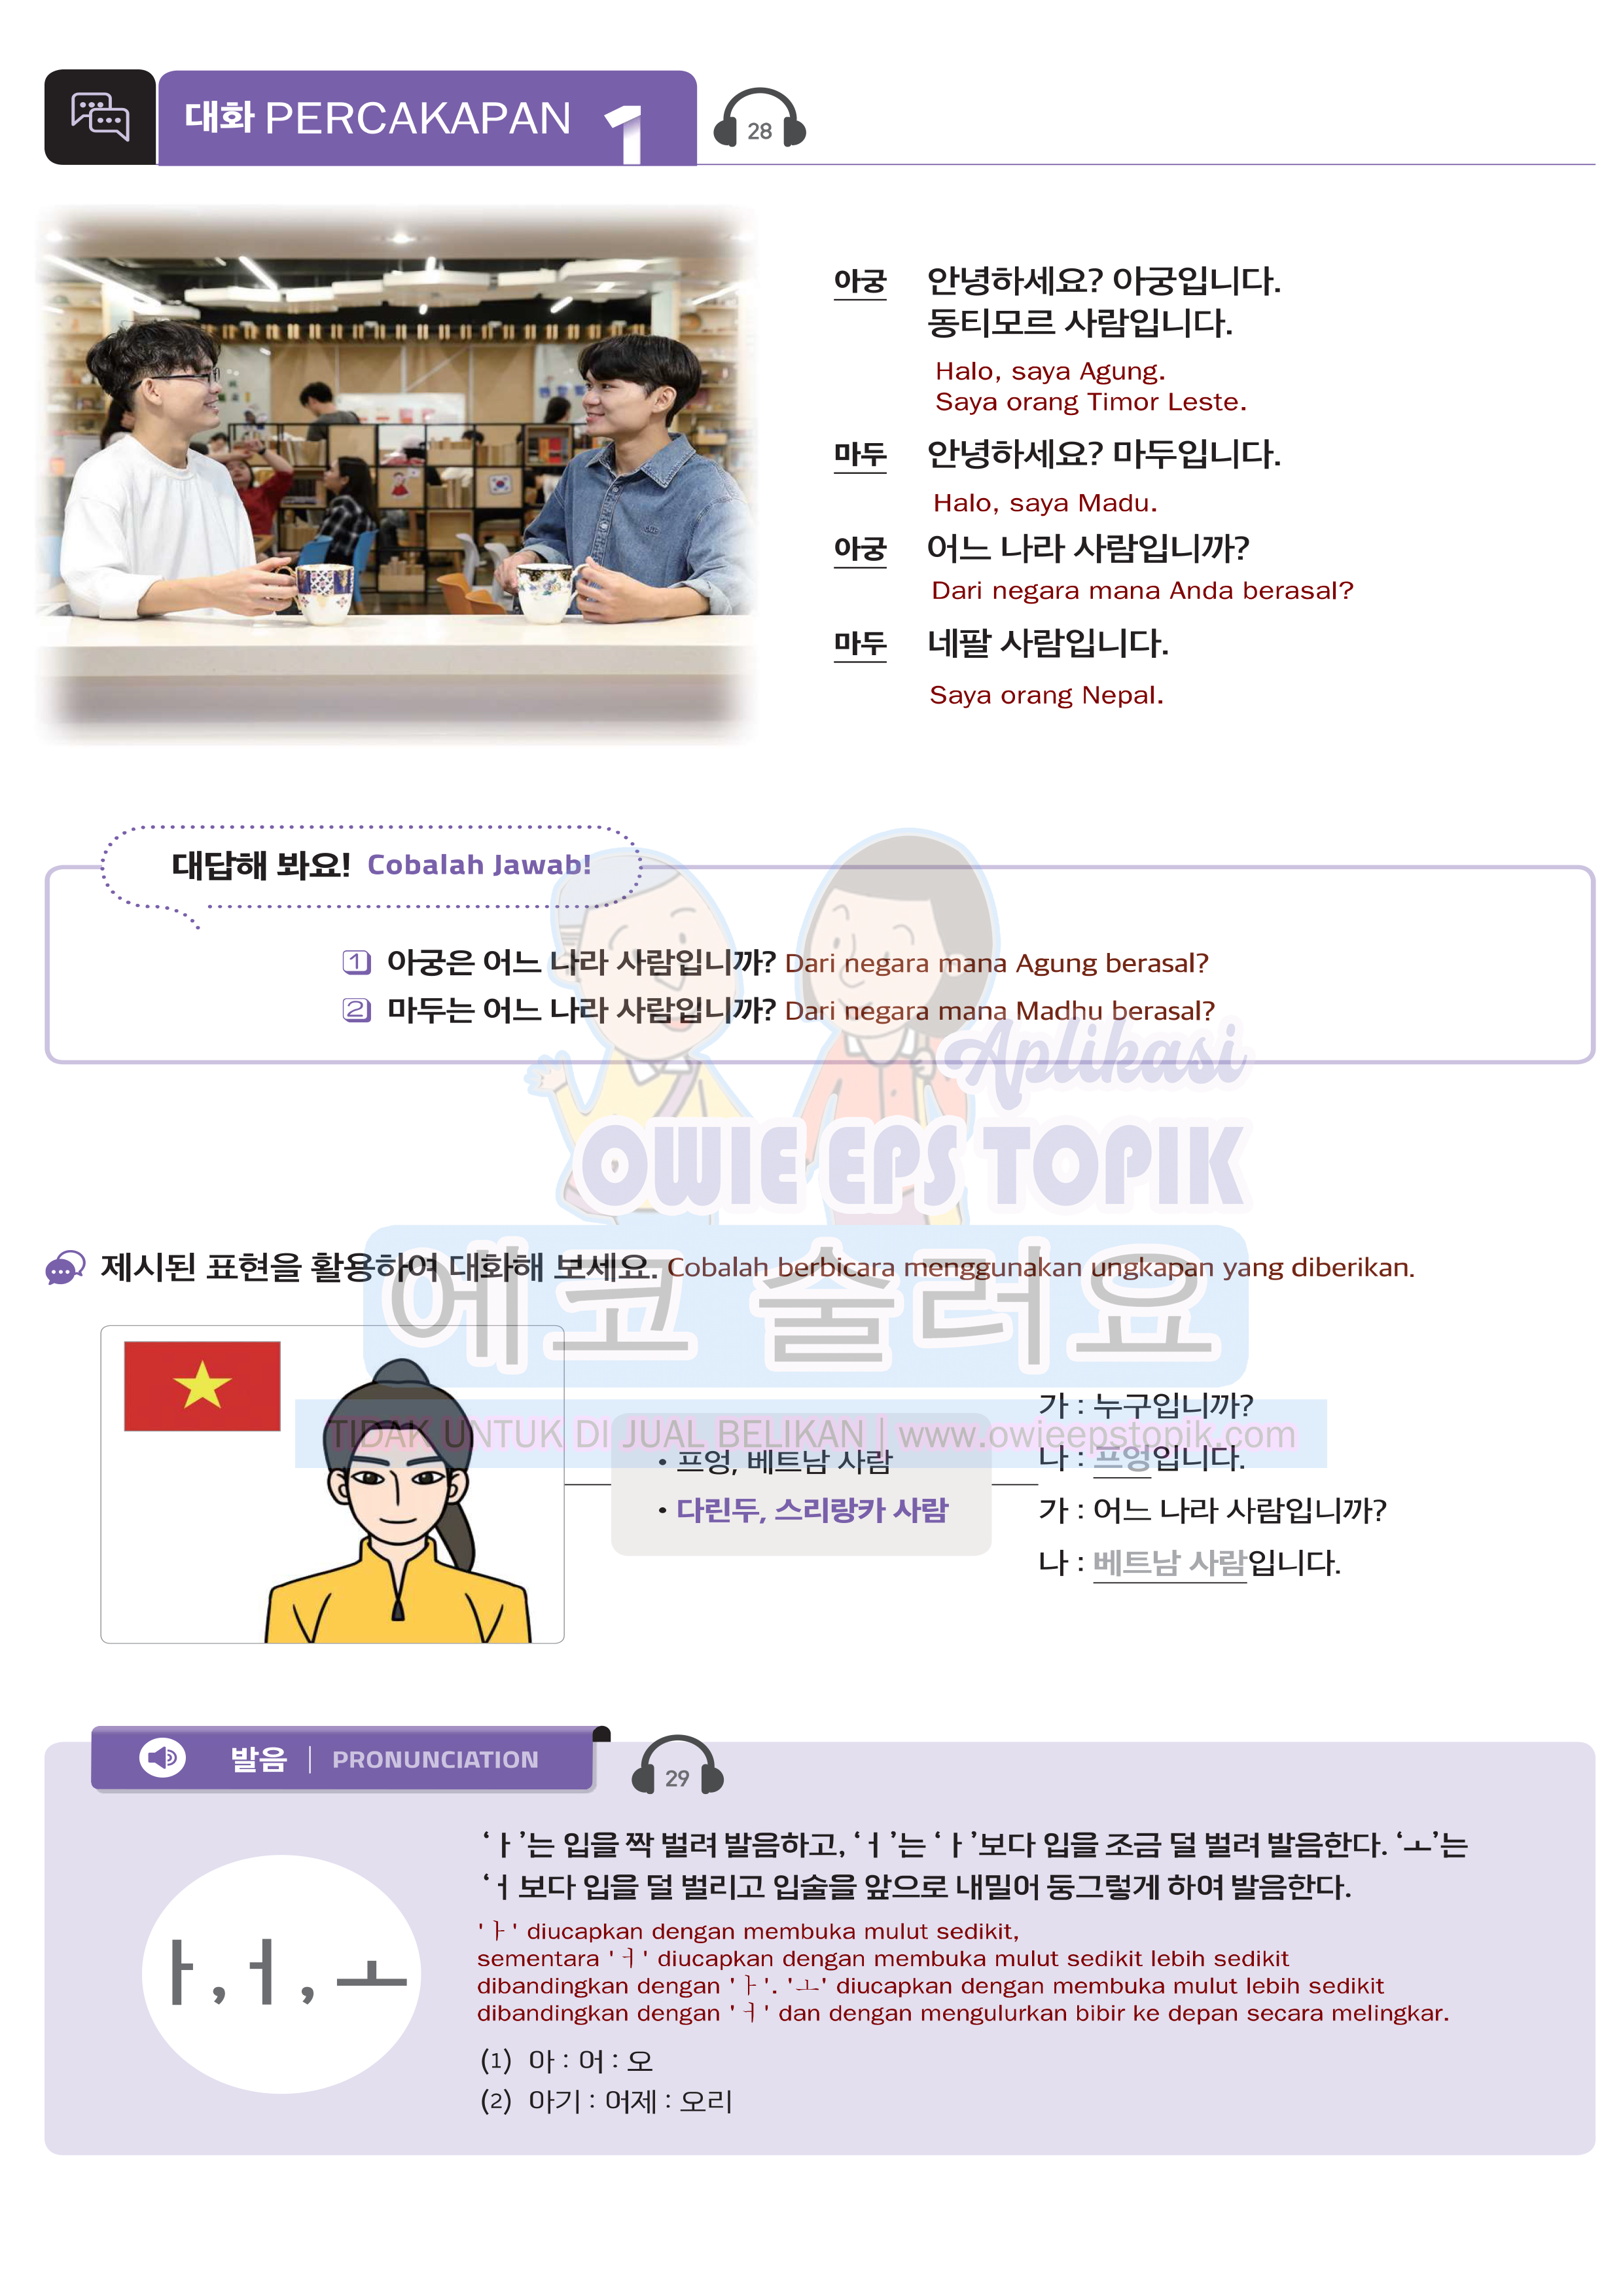 대화 PERCAKAPAN 1
28
아궁 안녕하세요? 아궁입니다.
동티모르 사람입니다.
Halo, saya Agung.
Saya orang Timor Leste.
마두 안녕하세요? 마두입니다.
Halo, saya Madu.
아궁 어느 나라 사람입니까?
Dari negara mana Anda berasal?
마두 네팔 사람입니다.
Saya orang Nepal.
대답해 봐요! Cobalah Jawab!
1 아궁은 어느 나라 사람입니까? Dari negara mana Agung berasal?
2 마두는 어느 나라 사람입니까? Dari negara mana Madhu berasal?
Aplikasi
OWIE EPS TOPIK
제시된 표현을 활용하여 대화해 보세요. Cobalah berbicara menggunakan ungkapan yang diberikan.
에코 술려요
TIDAK UNTUK DI JUAL BELIKAN | www.owieepstopik.com
• 프엉, 베트남 사람
• 다린두, 스리랑카 사람
가 : 누구입니까?
나 : 프엉입니다.
가 : 어느 나라 사람입니까?
나 : 베트남 사람입니다.
발음 | PRONUNCIATION
29
ㅏ, ㅓ, ㅗ
‘ㅏ’는 입을 짝 벌려 발음하고, ‘ㅓ’는 ‘ㅏ’보다 입을 조금 덜 벌려 발음한다. ‘ㅗ’는
‘ㅓ보다 입을 덜 벌리고 입술을 앞으로 내밀어 둥그렇게 하여 발음한다.
'ㅏ' diucapkan dengan membuka mulut sedikit,
sementara 'ㅓ' diucapkan dengan membuka mulut sedikit lebih sedikit
dibandingkan dengan 'ㅏ'. 'ㅗ' diucapkan dengan membuka mulut lebih sedikit
dibandingkan dengan 'ㅓ' dan dengan mengulurkan bibir ke depan secara melingkar.
(1) 아 : 어 : 오
(2) 아기 : 어제 : 오리